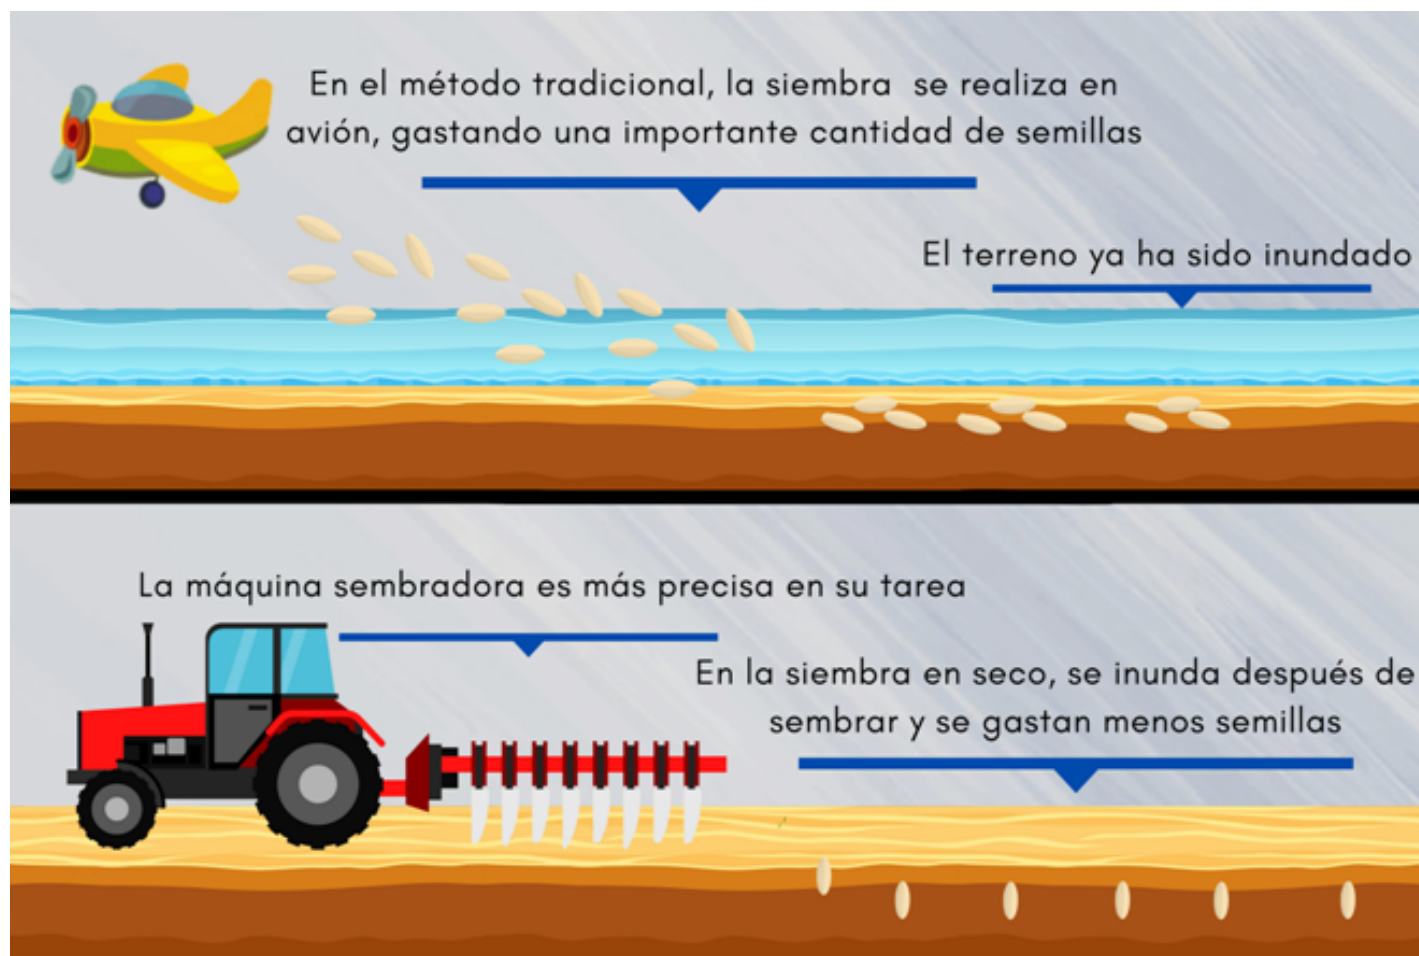 En el método tradicional, la siembra se realiza en
avión, gastando una importante cantidad de semillas
El terreno ya ha sido inundado
La máquina sembradora es más precisa en su tarea
En la siembra en seco, se inunda después de
sembrar y se gastan menos semillas